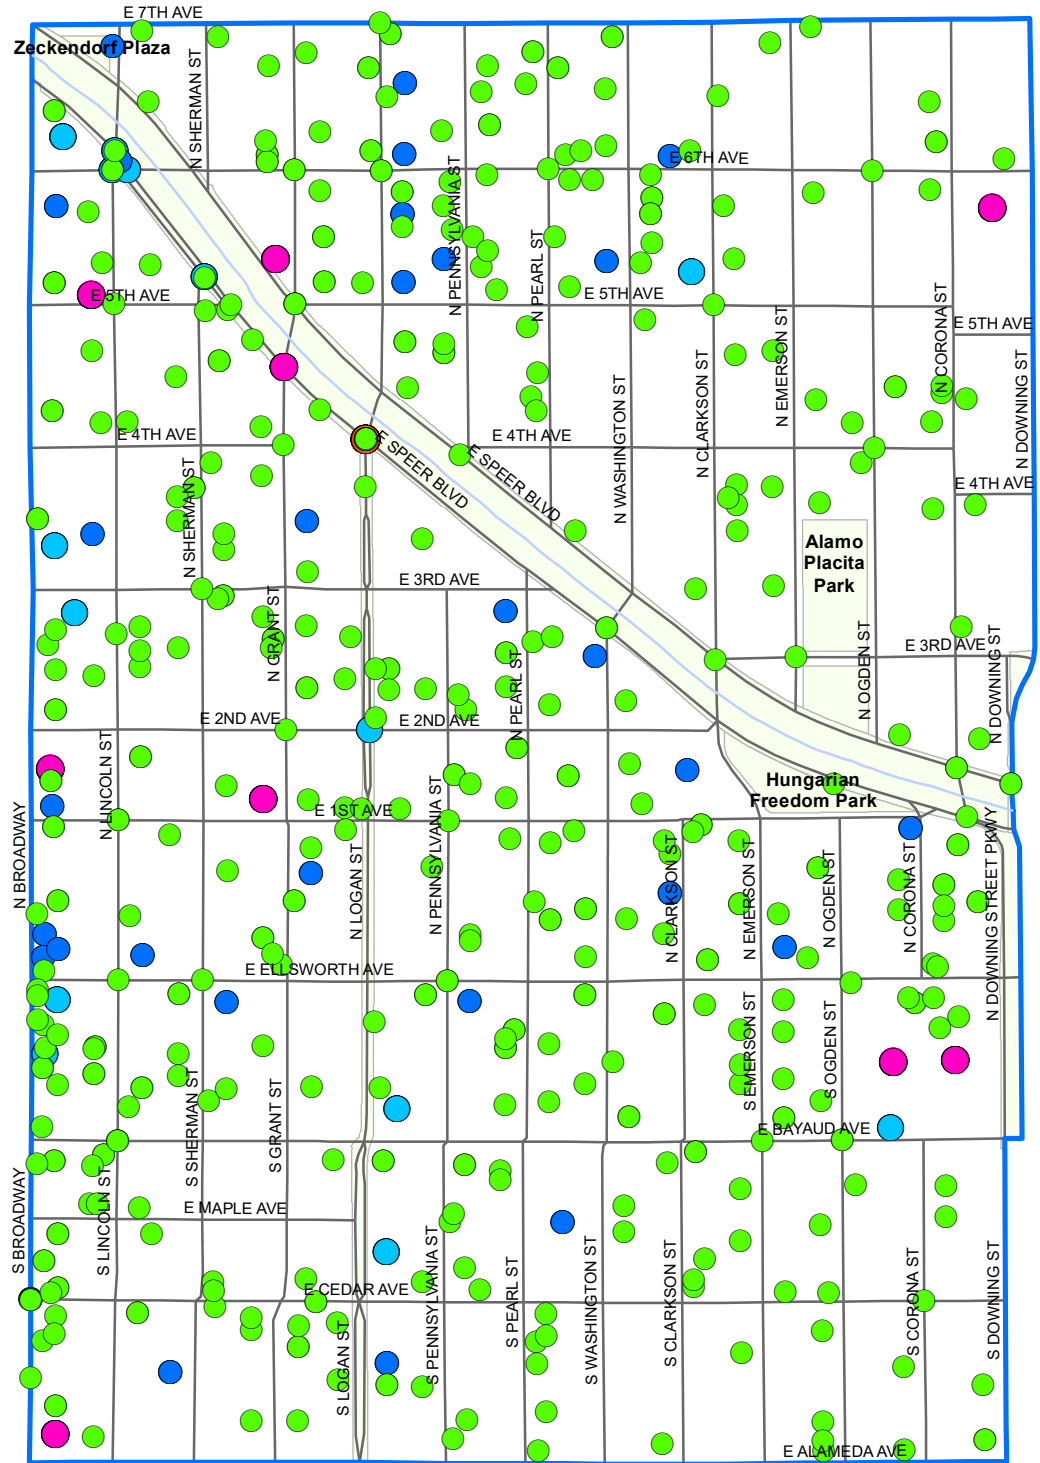 E 7TH AVE
Zeckendorf Plaza
N SHERMAN ST
E 6TH AVE
N PENNSYLVANIA ST
N PEARL ST
E 5TH AVE
E 5TH AVE
N CORONA ST
E 5TH AVE
N EMERSON ST
N CLARKSON ST
N DOWNING ST
N WASHINGTON ST
E 4TH AVE
E SPEER BLVD
E SPEER BLVD
E 4TH AVE
E 4TH AVE
N SHERMAN ST
Alamo
Placita
Park
E 3RD AVE
N GRANT ST
N PEARL ST
N OGDEN ST
E 3RD AVE
N DOWNING ST
E 2ND AVE
E 2ND AVE
N LINCOLN ST
Hungarian
Freedom Park
N BROADWAY
E 1ST AVE
N LOGAN ST
N PENNSYLVANIA ST
N CLARKSON ST
N EMERSON ST
N OGDEN ST
N CORONA ST
N DOWNING STREET PKWY
E ELLSWORTH AVE
S EMERSON ST
S OGDEN ST
S SHERMAN ST
S GRANT ST
E BAYAUD AVE
S BROADWAY
S LINCOLN ST
E MAPLE AVE
S PENNSYLVANIA ST
S PEARL ST
S WASHINGTON ST
S CLARKSON ST
S CORONA ST
S DOWNING ST
E CEDAR AVE
S LOGAN ST
E ALAMEDA AVE